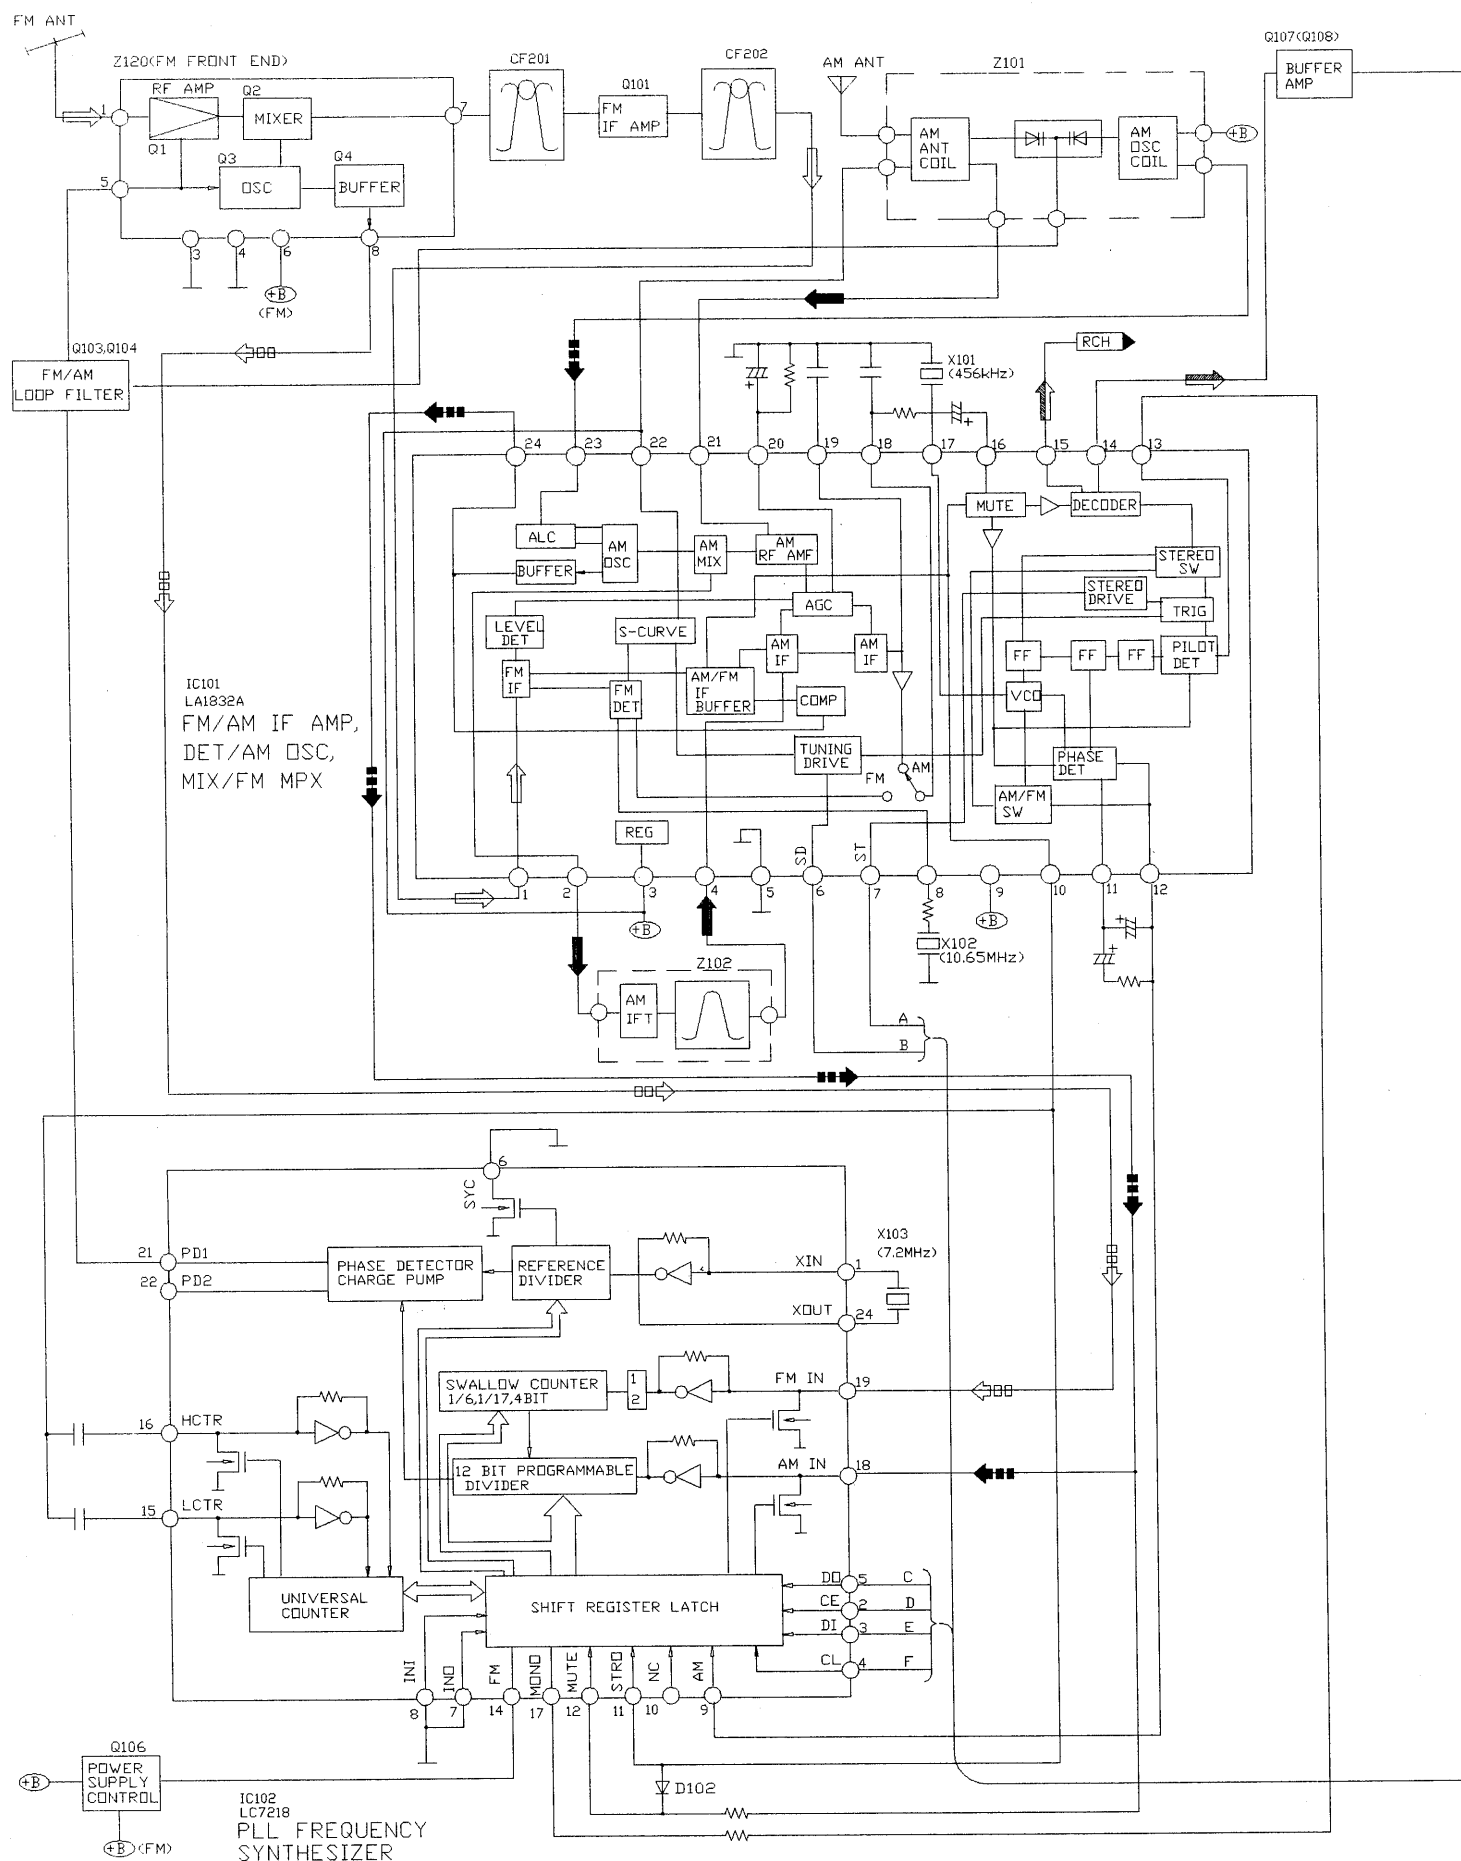 FM ANT
Z120(FM FRONT END)
RF AMP
Q2
MIXER
Q1
Q3
OSC
Q4
BUFFER
1
7
5
3
4
6
8
+B
(FM)
CF201
Q101
FM
IF AMP
CF202
AM ANT
Z101
AM
ANT
COIL
AM
OSC
COIL
+B
Q107(Q108)
BUFFER
AMP
Q103,Q104
FM/AM
LOOP FILTER
X101
(456kHz)
RCH
24
23
22
21
20
19
18
17
16
15
14
13
MUTE
DECODER
ALC
AM
OSC
AM
MIX
AM
RF AMF
BUFFER
STEREO
SW
STEREO
DRIVE
AGC
TRIG
LEVEL
DET
S-CURVE
AM
IF
AM
IF
FF
FF
FF
PILOT
DET
FM
IF
FM
DET
AM/FM
IF
BUFFER
COMP
VCO
IC101
LA1832A
FM/AM IF AMP,
DET/AM OSC,
MIX/FM MPX
TUNING
DRIVE
PHASE
DET
FM
AM
AM/FM
SW
REG
SD
ST
1
2
3
4
5
6
7
8
9
10
11
12
+B
+B
X102
(10.65MHz)
Z102
AM
IFT
A
B
6
SYC
21
PD1
22
PD2
PHASE DETECTOR
CHARGE PUMP
REFERENCE
DIVIDER
XIN
1
X103
(7.2MHz)
XOUT
24
SWALLOW COUNTER
1/6,1/17,4BIT
1
2
FM IN
19
16
HCTR
12 BIT PROGRAMMABLE
DIVIDER
AM IN
18
15
LCTR
UNIVERSAL
COUNTER
SHIFT REGISTER LATCH
DO
5
C
CE
2
D
DI
3
E
CL
4
F
INI
INO
FM
MONO
MUTE
STRO
NC
AM
8
7
14
17
12
11
10
9
Q106
POWER
SUPPLY
CONTROL
+B
+B
(FM)
D102
IC102
LC7218
PLL FREQUENCY
SYNTHESIZER